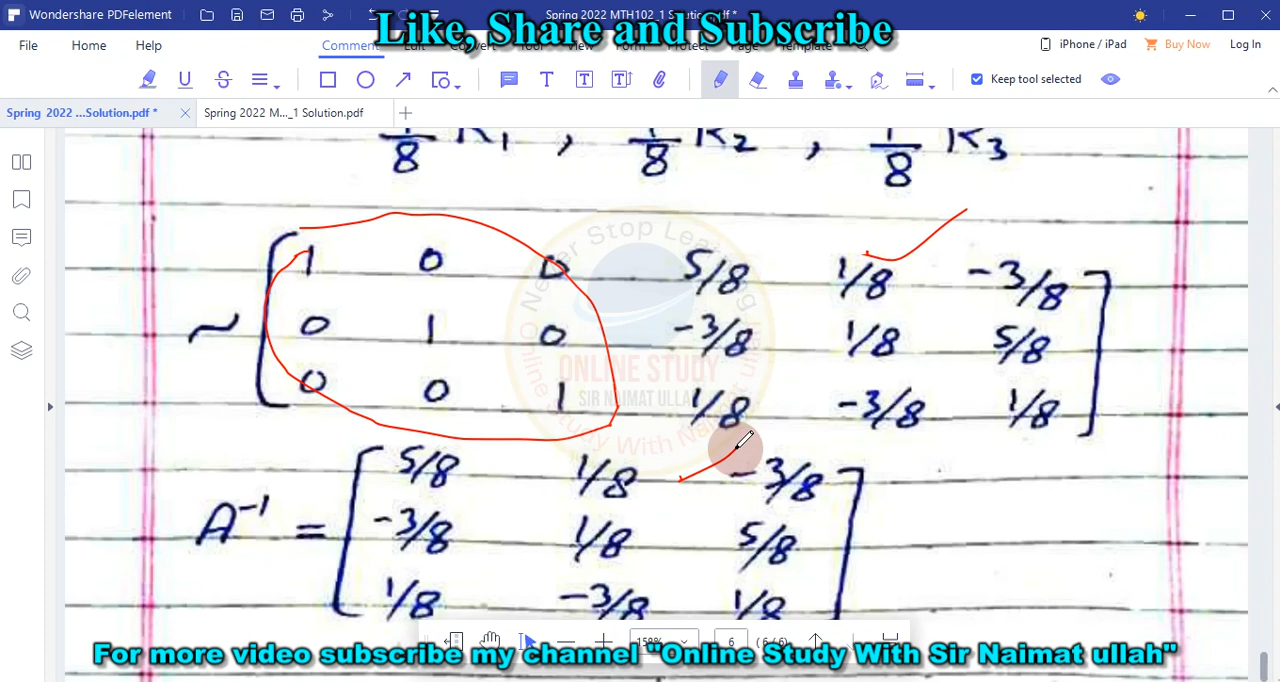 Wondershare PDFelement
Spring 2022 MTH102_1 Solution.pdf *
Like, Share and Subscribe
File Home Help Comment Edit Convert Tool View Form Protect Page Template iPhone / iPad Buy Now Log In
Keep tool selected
Spring 2022 ...Solution.pdf * Spring 2022 M..._1 Solution.pdf
1/8 R1 , 1/8 R2 , 1/8 R3
~ [ 1 0 0 5/8 1/8 -3/8
0 1 0 -3/8 1/8 5/8
0 0 1 1/8 -3/8 1/8 ]
A⁻¹ = [ 5/8 1/8 -3/8
-3/8 1/8 5/8
1/8 -3/8 1/8 ]
Never Stop Learning
ONLINE STUDY
SIR NAIMAT ULLAH
Online Study With Naimat ullah
158% 6 (6/6)
For more video subscribe my channel "Online Study With Sir Naimat ullah"